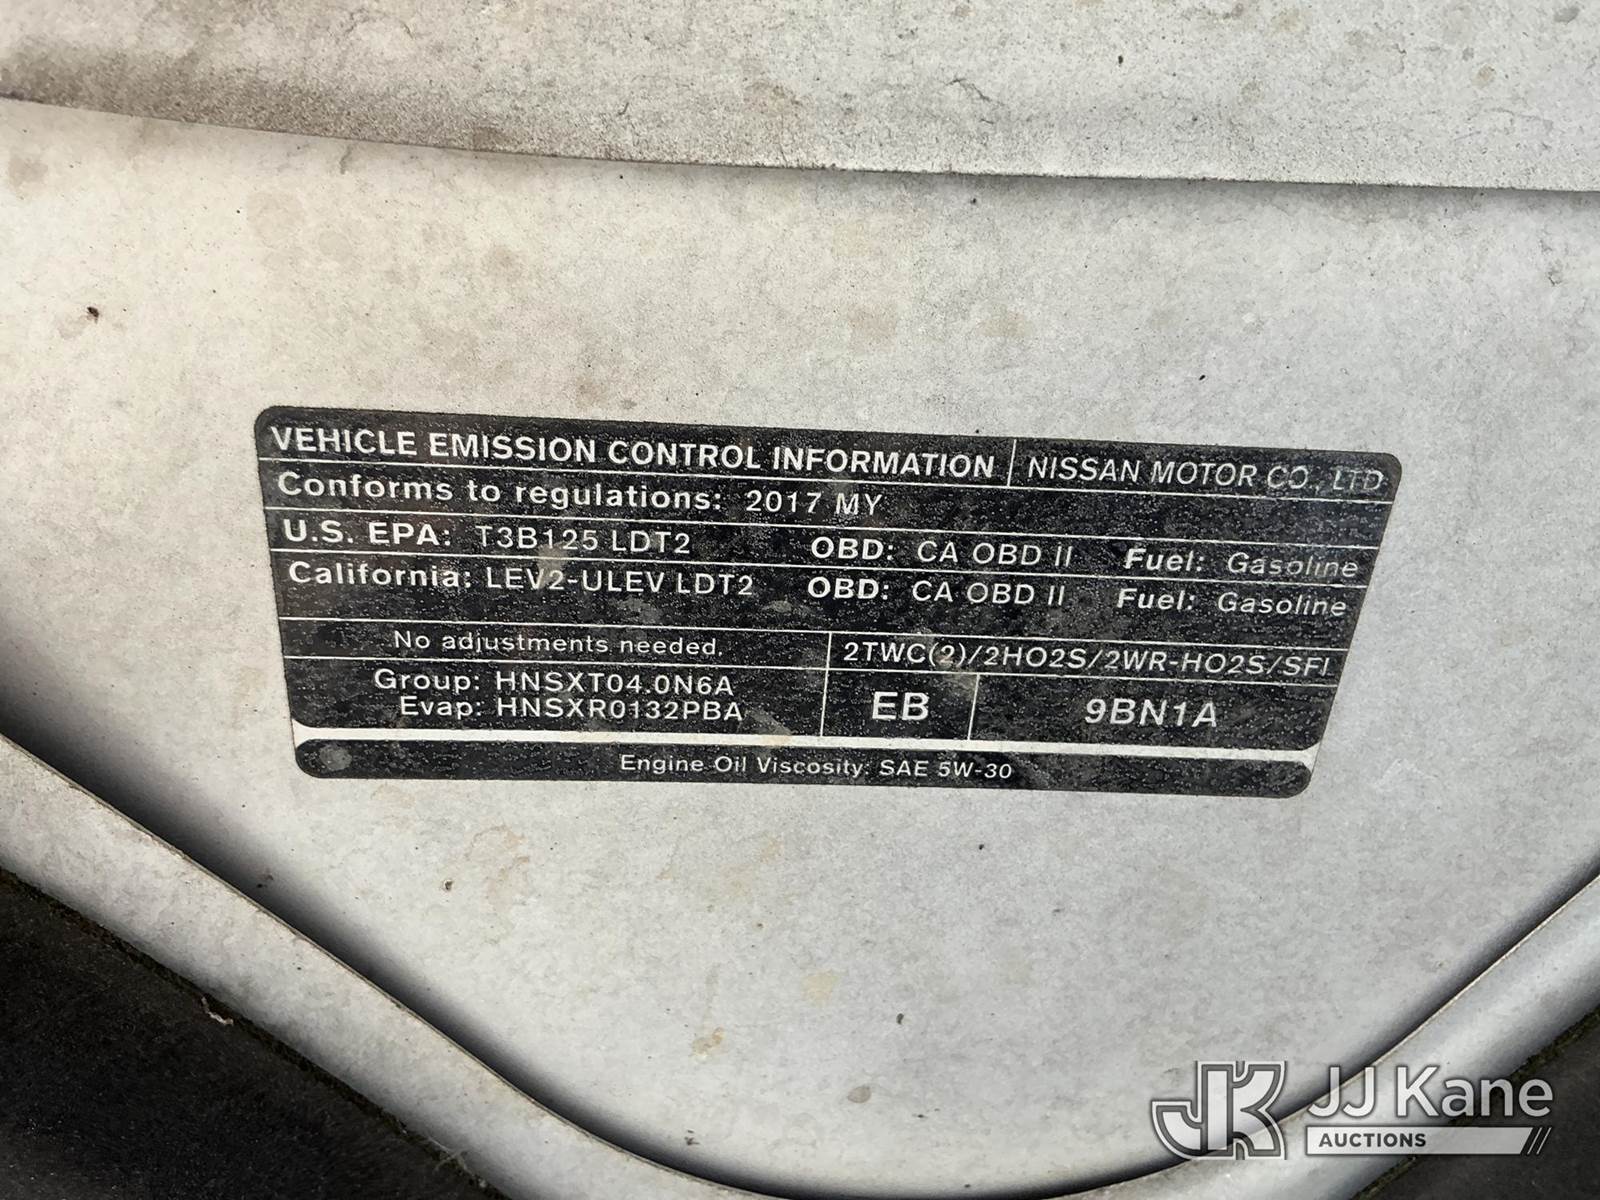 VEHICLE EMISSION CONTROL INFORMATION NISSAN MOTOR CO., LTD
Conforms to regulations: 2017 MY
U.S. EPA: T3B125 LDT2 OBD: CA OBD II Fuel: Gasoline
California: LEV2-ULEV LDT2 OBD: CA OBD II Fuel: Gasoline
No adjustments needed. 2TWC(2)/2HO2S/2WR-HO2S/SFI
Group: HNSXT04.0N6A
Evap: HNSXR0132PBA
EB 9BN1A
Engine Oil Viscosity: SAE 5W-30
JK JJ Kane
AUCTIONS